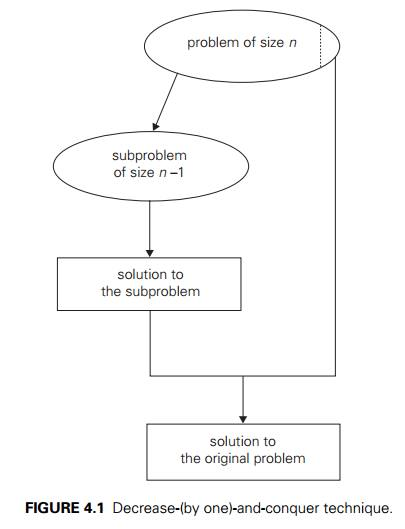 problem of size n
subproblem
of size n –1
solution to
the subproblem
solution to
the original problem
FIGURE 4.1 Decrease-(by one)-and-conquer technique.